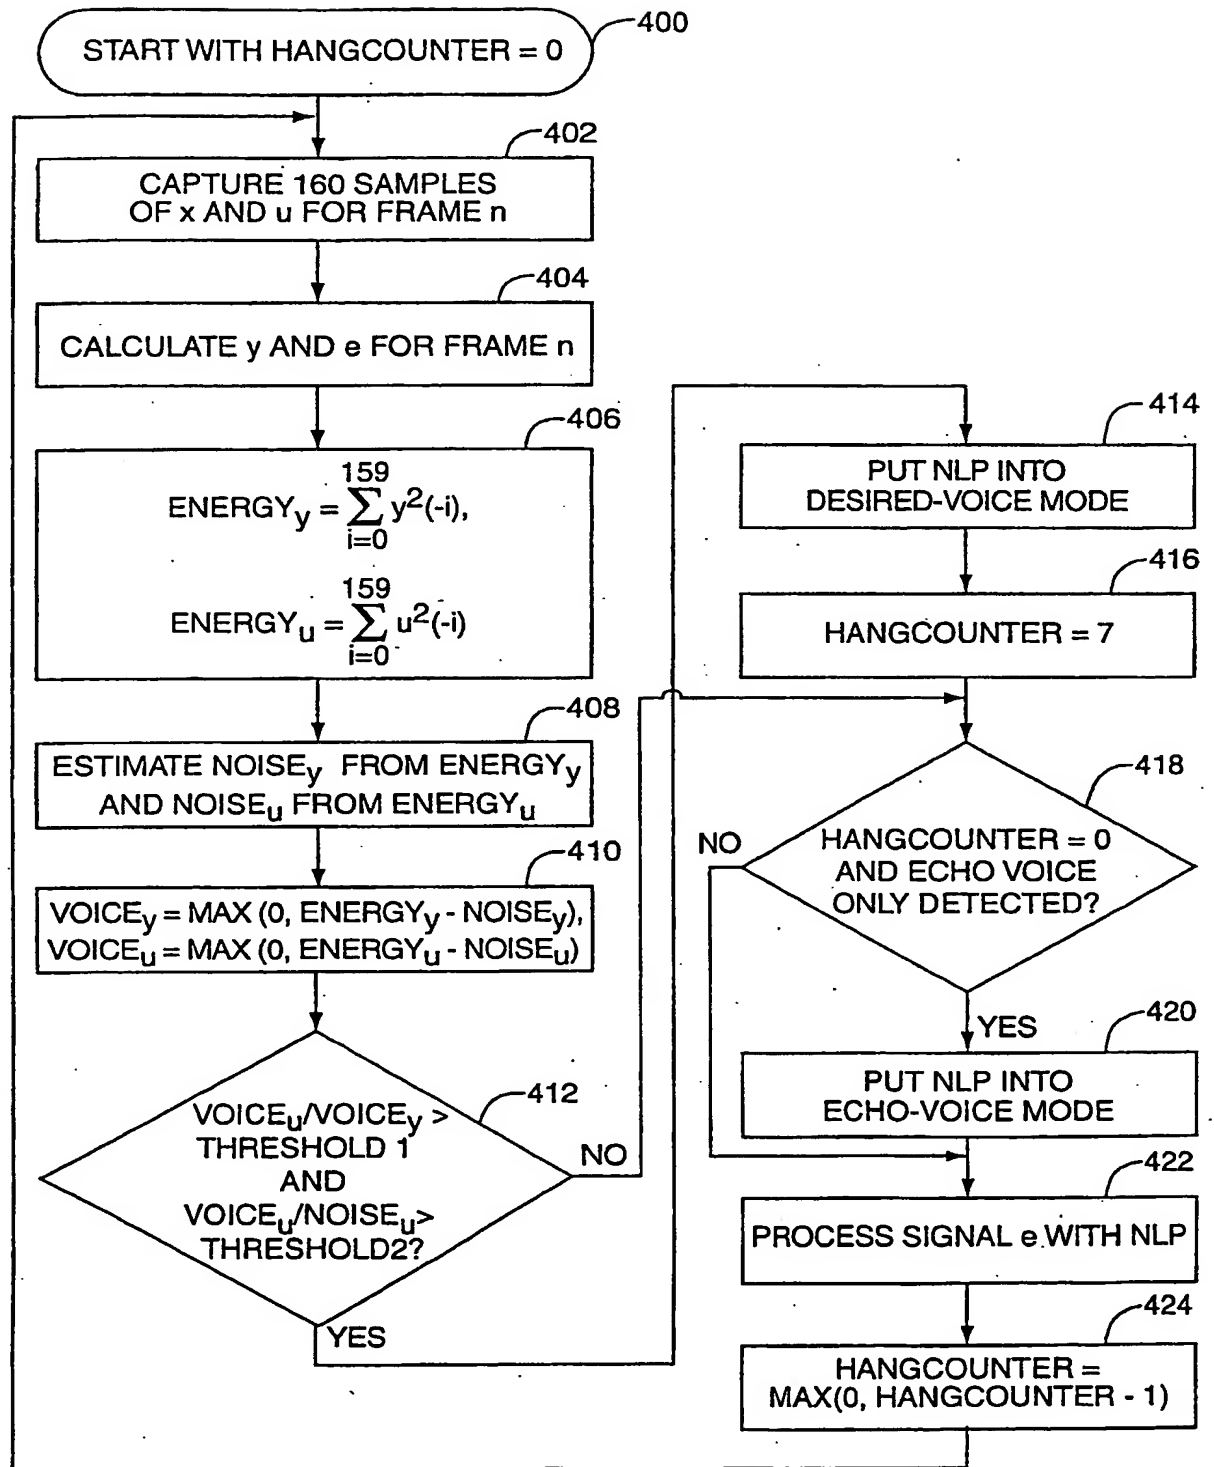 400
START WITH HANGCOUNTER = 0
402
CAPTURE 160 SAMPLES
OF x AND u FOR FRAME n
404
CALCULATE y AND e FOR FRAME n
406
159
ENERGYy = ∑ y2(-i),
i=0
159
ENERGYu = ∑ u2(-i)
i=0
408
ESTIMATE NOISEy FROM ENERGYy
AND NOISEu FROM ENERGYu
410
VOICEy = MAX (0, ENERGYy - NOISEy),
VOICEu = MAX (0, ENERGYu - NOISEu)
412
VOICEu/VOICEy >
THRESHOLD 1
AND
VOICEu/NOISEu>
THRESHOLD2?
NO
YES
414
PUT NLP INTO
DESIRED-VOICE MODE
416
HANGCOUNTER = 7
418
HANGCOUNTER = 0
AND ECHO VOICE
ONLY DETECTED?
NO
YES
420
PUT NLP INTO
ECHO-VOICE MODE
422
PROCESS SIGNAL e WITH NLP
424
HANGCOUNTER =
MAX(0, HANGCOUNTER - 1)